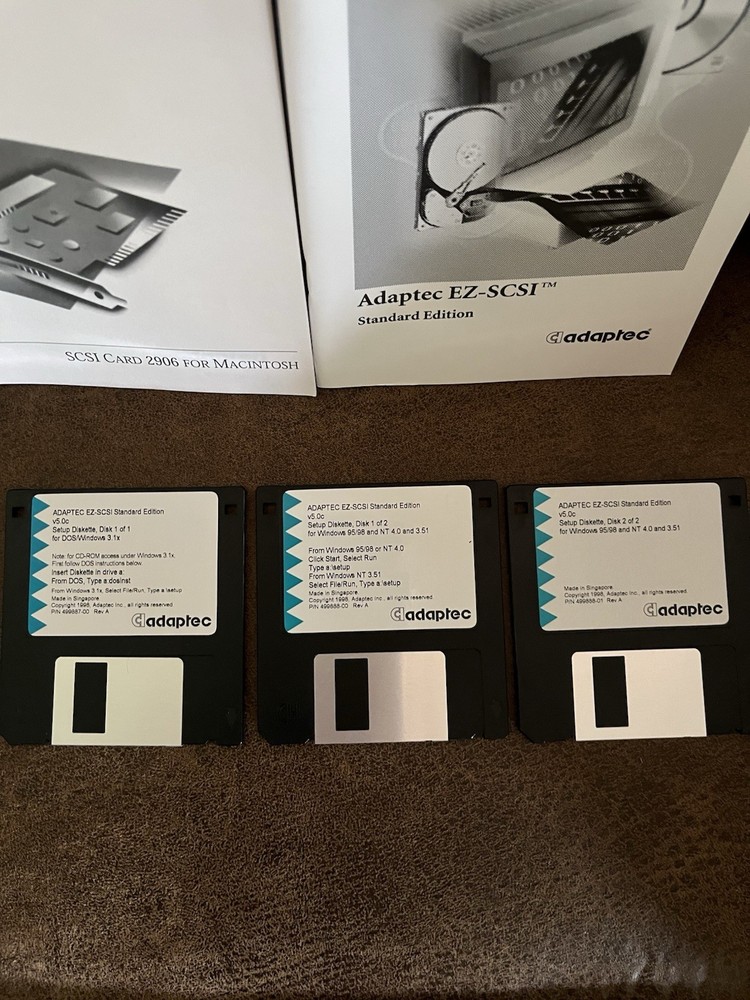 SCSI CARD 2906 FOR MACINTOSH
Adaptec EZ-SCSI™
Standard Edition
adaptec
ADAPTEC EZ-SCSI Standard Edition
v5.0c
Setup Diskette, Disk 1 of 1
for DOS/Windows 3.1x
Note: for CD-ROM access under Windows 3.1x,
First follow DOS instructions below.
Insert Diskette in drive a:
From DOS, Type a:dosinst
From Windows 3.1x, Select File/Run, Type a:\setup
Made in Singapore
Copyright 1998, Adaptec Inc., all rights reserved
P/N 499887-00 Rev A
adaptec
ADAPTEC EZ-SCSI Standard Edition
v5.0c
Setup Diskette, Disk 1 of 2
for Windows 95/98 and NT 4.0 and 3.51
From Windows 95/98 or NT 4.0
Click Start, Select Run
Type a:\setup
From Windows NT 3.51
Select File/Run, Type a:\setup
Made in Singapore
Copyright 1998, Adaptec Inc., all rights reserved
P/N 499888-00 Rev A
adaptec
ADAPTEC EZ-SCSI Standard Edition
v5.0c
Setup Diskette, Disk 2 of 2
for Windows 95/98 and NT 4.0 and 3.51
Made in Singapore
Copyright 1998, Adaptec Inc., all rights reserved
P/N 499888-01 Rev A
adaptec